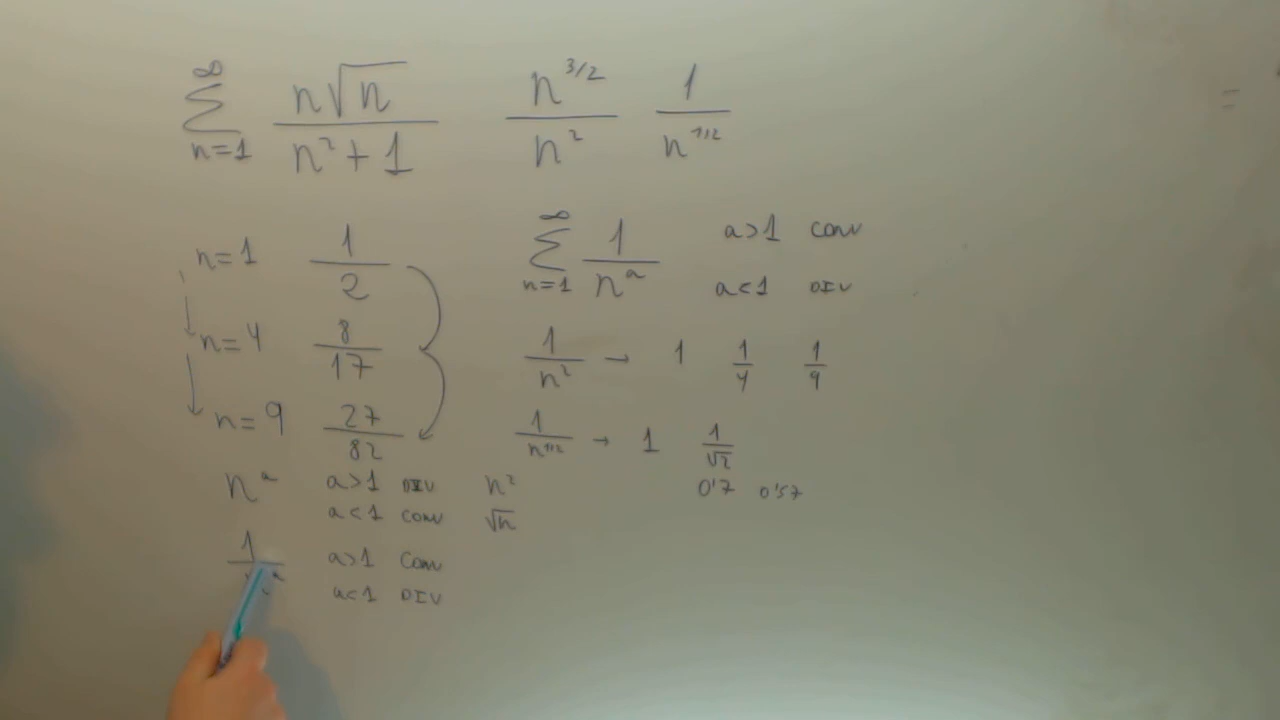 ∞ n√n n^3/2 1
Σ ——— ——— ———
n=1 n²+1 n² n^1/2
n=1 1/2
n=4 8/17
n=9 27/82
n^a a>1 DIV n²
a<1 CONV √n
1 a>1 CONV
a<1 DIV
∞
Σ 1/n^a a>1 CONV
n=1 a<1 DIV
1/n² → 1 1/4 1/9
1/n^1/2 → 1 1/√2
0'7 0'57
=